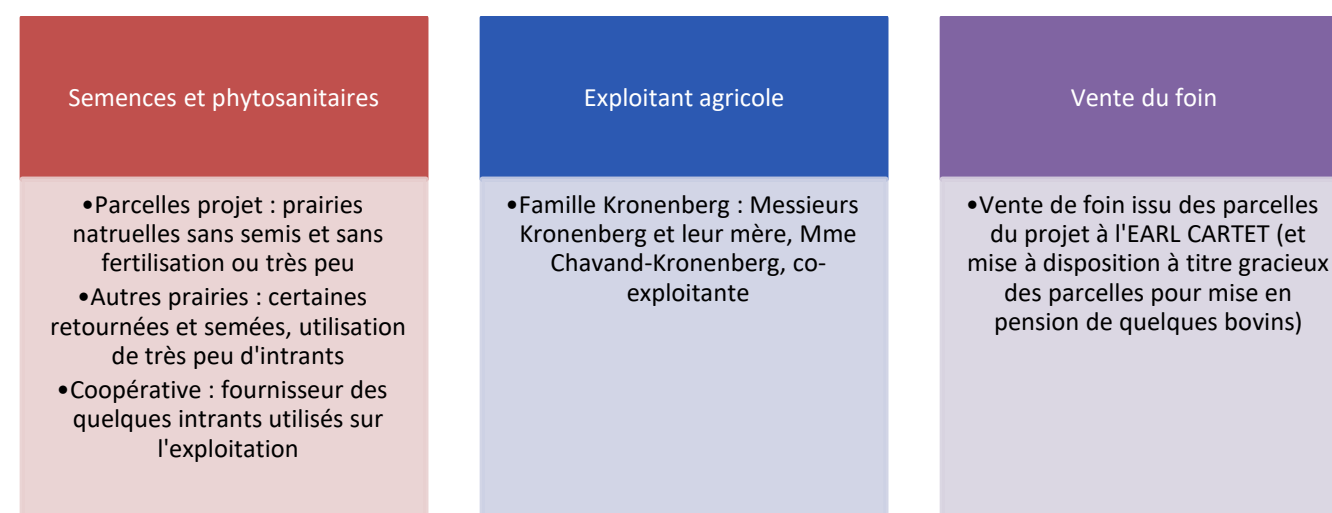 Semences et phytosanitaires
•Parcelles projet : prairies
natruelles sans semis et sans
fertilisation ou très peu
•Autres prairies : certaines
retournées et semées, utilisation
de très peu d'intrants
•Coopérative : fournisseur des
quelques intrants utilisés sur
l'exploitation
Exploitant agricole
•Famille Kronenberg : Messieurs
Kronenberg et leur mère, Mme
Chavand-Kronenberg, co-
exploitante
Vente du foin
•Vente de foin issu des parcelles
du projet à l'EARL CARTET (et
mise à disposition à titre gracieux
des parcelles pour mise en
pension de quelques bovins)